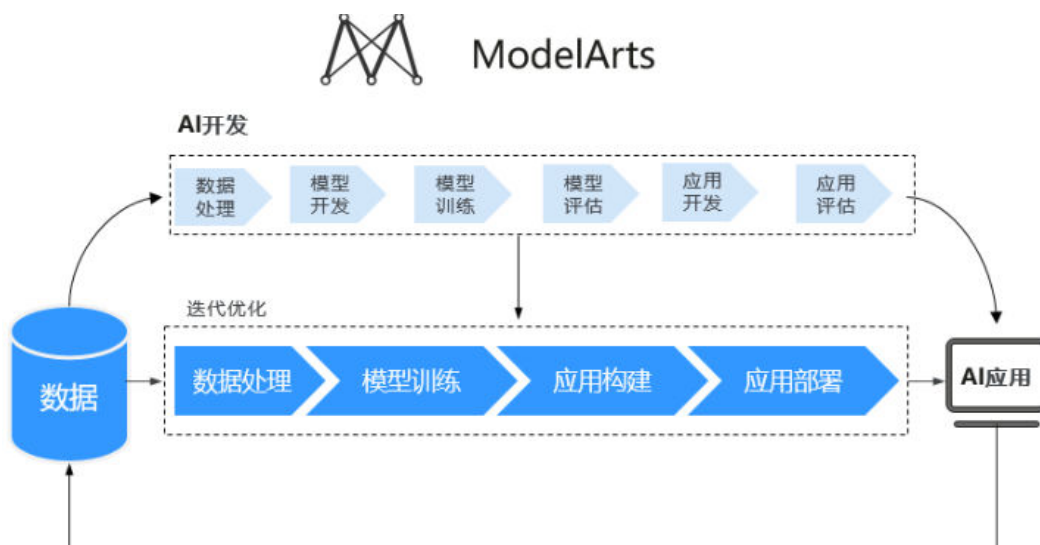 ModelArts
AI开发
数据
处理
模型
开发
模型
训练
模型
评估
应用
开发
应用
评估
迭代优化
数据
数据处理
模型训练
应用构建
应用部署
AI应用